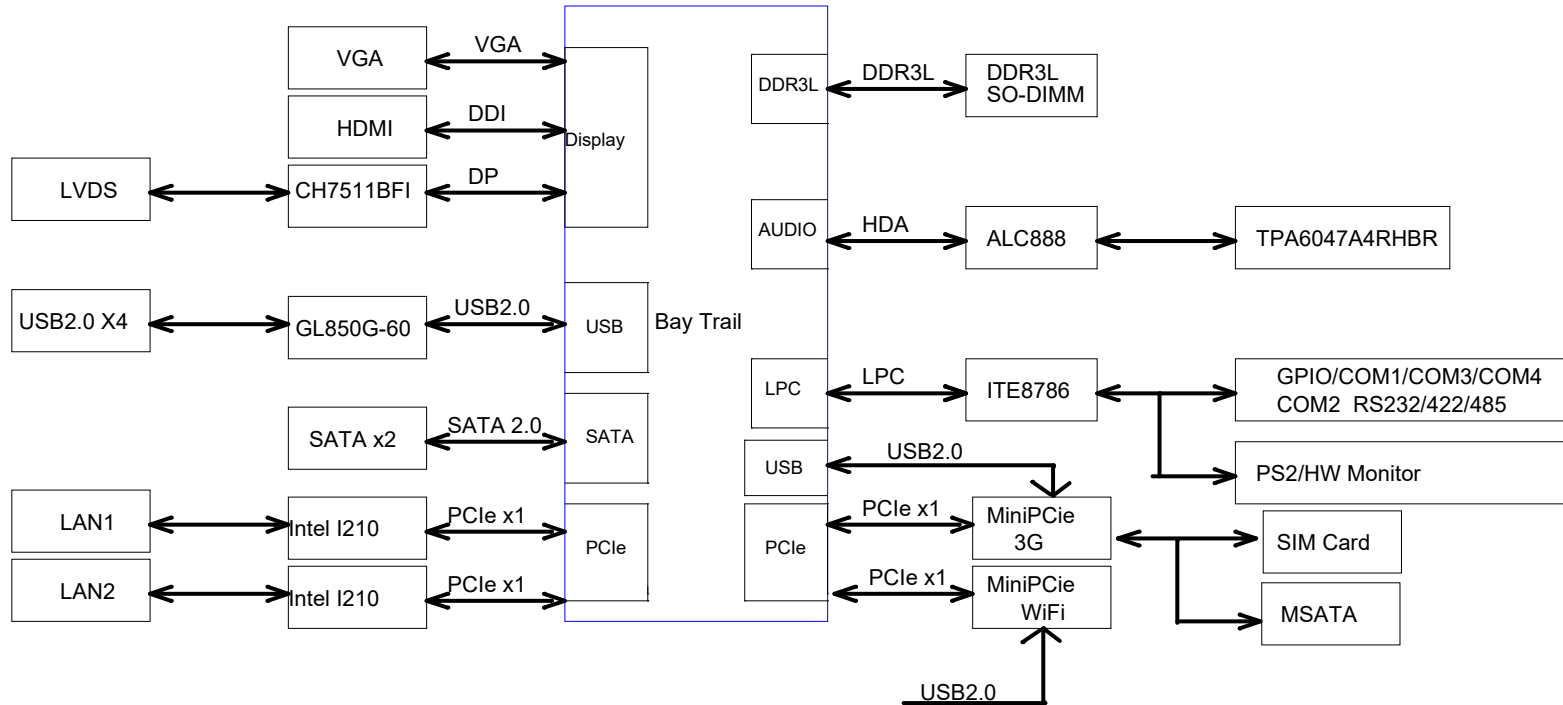 VGA
VGA
HDMI
DDI
Display
LVDS
CH7511BFI
DP
USB2.0 X4
GL850G-60
USB2.0
USB
Bay Trail
SATA x2
SATA 2.0
SATA
LAN1
Intel I210
PCIe x1
PCIe
LAN2
Intel I210
PCIe x1
DDR3L
DDR3L
DDR3L
SO-DIMM
AUDIO
HDA
ALC888
TPA6047A4RHBR
LPC
LPC
ITE8786
GPIO/COM1/COM3/COM4
COM2 RS232/422/485
PS2/HW Monitor
USB
USB2.0
PCIe
PCIe x1
MiniPCie
3G
SIM Card
PCIe x1
MiniPCie
WiFi
MSATA
USB2.0